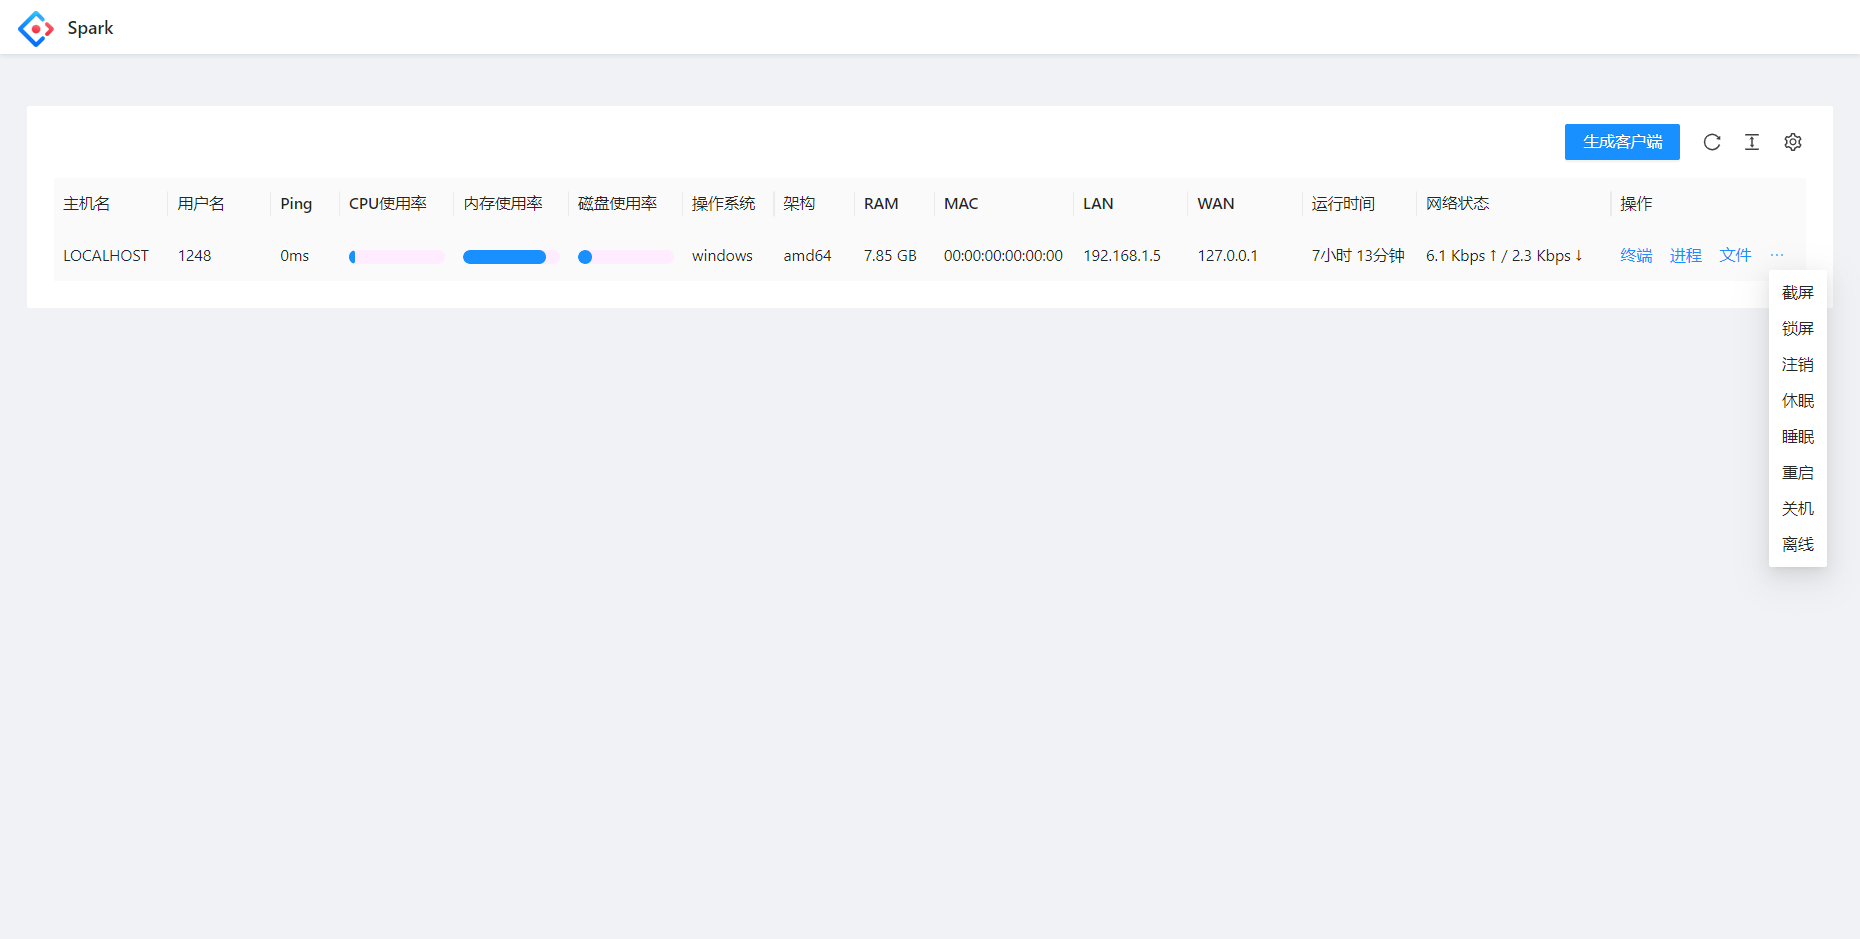 Spark
生成客户端
主机名 用户名 Ping CPU使用率 内存使用率 磁盘使用率 操作系统 架构 RAM MAC LAN WAN 运行时间 网络状态 操作
LOCALHOST 1248 0ms windows amd64 7.85 GB 00:00:00:00:00:00 192.168.1.5 127.0.0.1 7小时 13分钟 6.1 Kbps ↑ / 2.3 Kbps ↓ 终端 进程 文件 ···
截屏
锁屏
注销
休眠
睡眠
重启
关机
离线